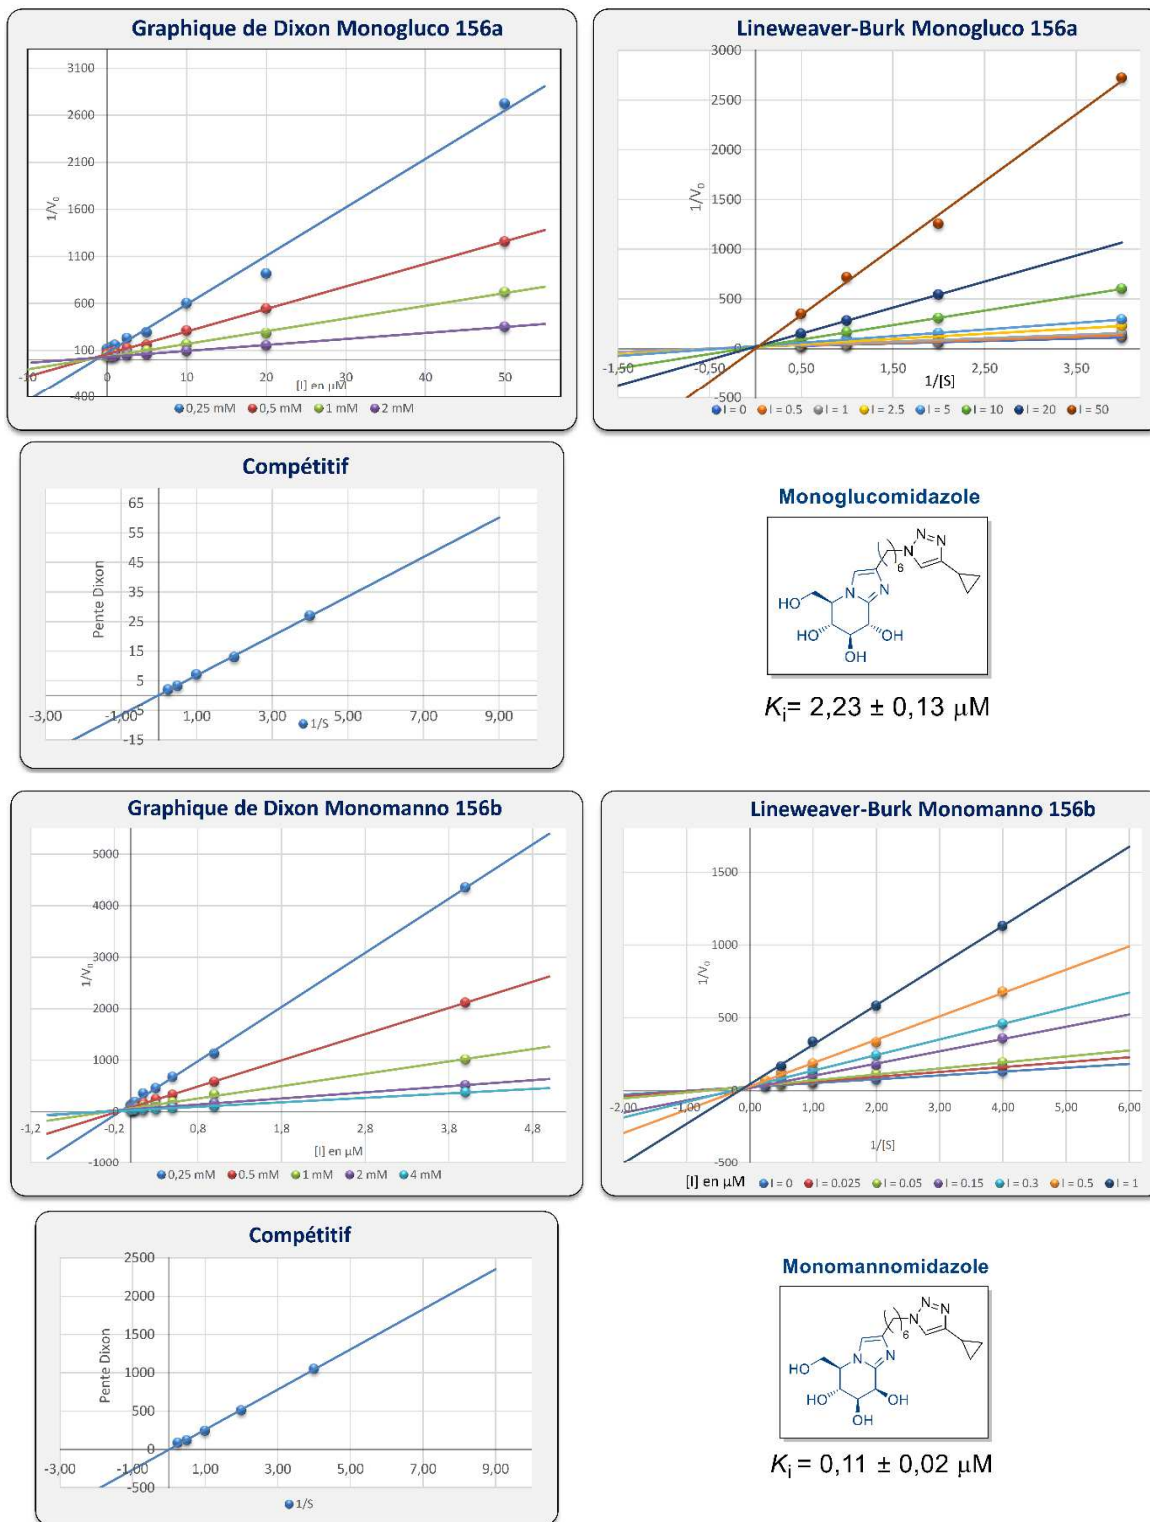 Graphique de Dixon Monogluco 156a
3100
2600
2100
1600
1100
600
100
-400
1/V0
-10 0 10 20 30 40 50
[I] en µM
0,25 mM 0,5 mM 1 mM 2 mM
Lineweaver-Burk Monogluco 156a
3000
2500
2000
1500
1000
500
0
-500
1/V0
-1,50 -0,50 0,50 1,50 2,50 3,50
1/[S]
I = 0 I = 0.5 I = 1 I = 2.5 I = 5 I = 10 I = 20 I = 50
Compétitif
65
55
45
35
25
15
5
-5
-15
Pente Dixon
-3,00 -1,00 1,00 3,00 5,00 7,00 9,00
1/S
Monoglucomidazole
N N
N
6
N
N
HO
HO
OH
OH
Ki= 2,23 ± 0,13 µM
Graphique de Dixon Monomanno 156b
5000
4000
3000
2000
1000
0
-1000
1/V0
-1,2 -0,2 0,8 1,8 2,8 3,8 4,8
[I] en µM
0,25 mM 0.5 mM 1 mM 2 mM 4 mM
Lineweaver-Burk Monomanno 156b
1500
1000
500
0
-500
1/V0
-2,00 -1,00 0,00 1,00 2,00 3,00 4,00 5,00 6,00
1/[S]
[I] en µM I = 0 I = 0.025 I = 0.05 I = 0.15 I = 0.3 I = 0.5 I = 1
Compétitif
2500
2000
1500
1000
500
0
-500
Pente Dixon
-3,00 -1,00 1,00 3,00 5,00 7,00 9,00
1/S
Monomannomidazole
N N
N
6
N
N
HO
HO
OH
HO
OH
Ki = 0,11 ± 0,02 µM